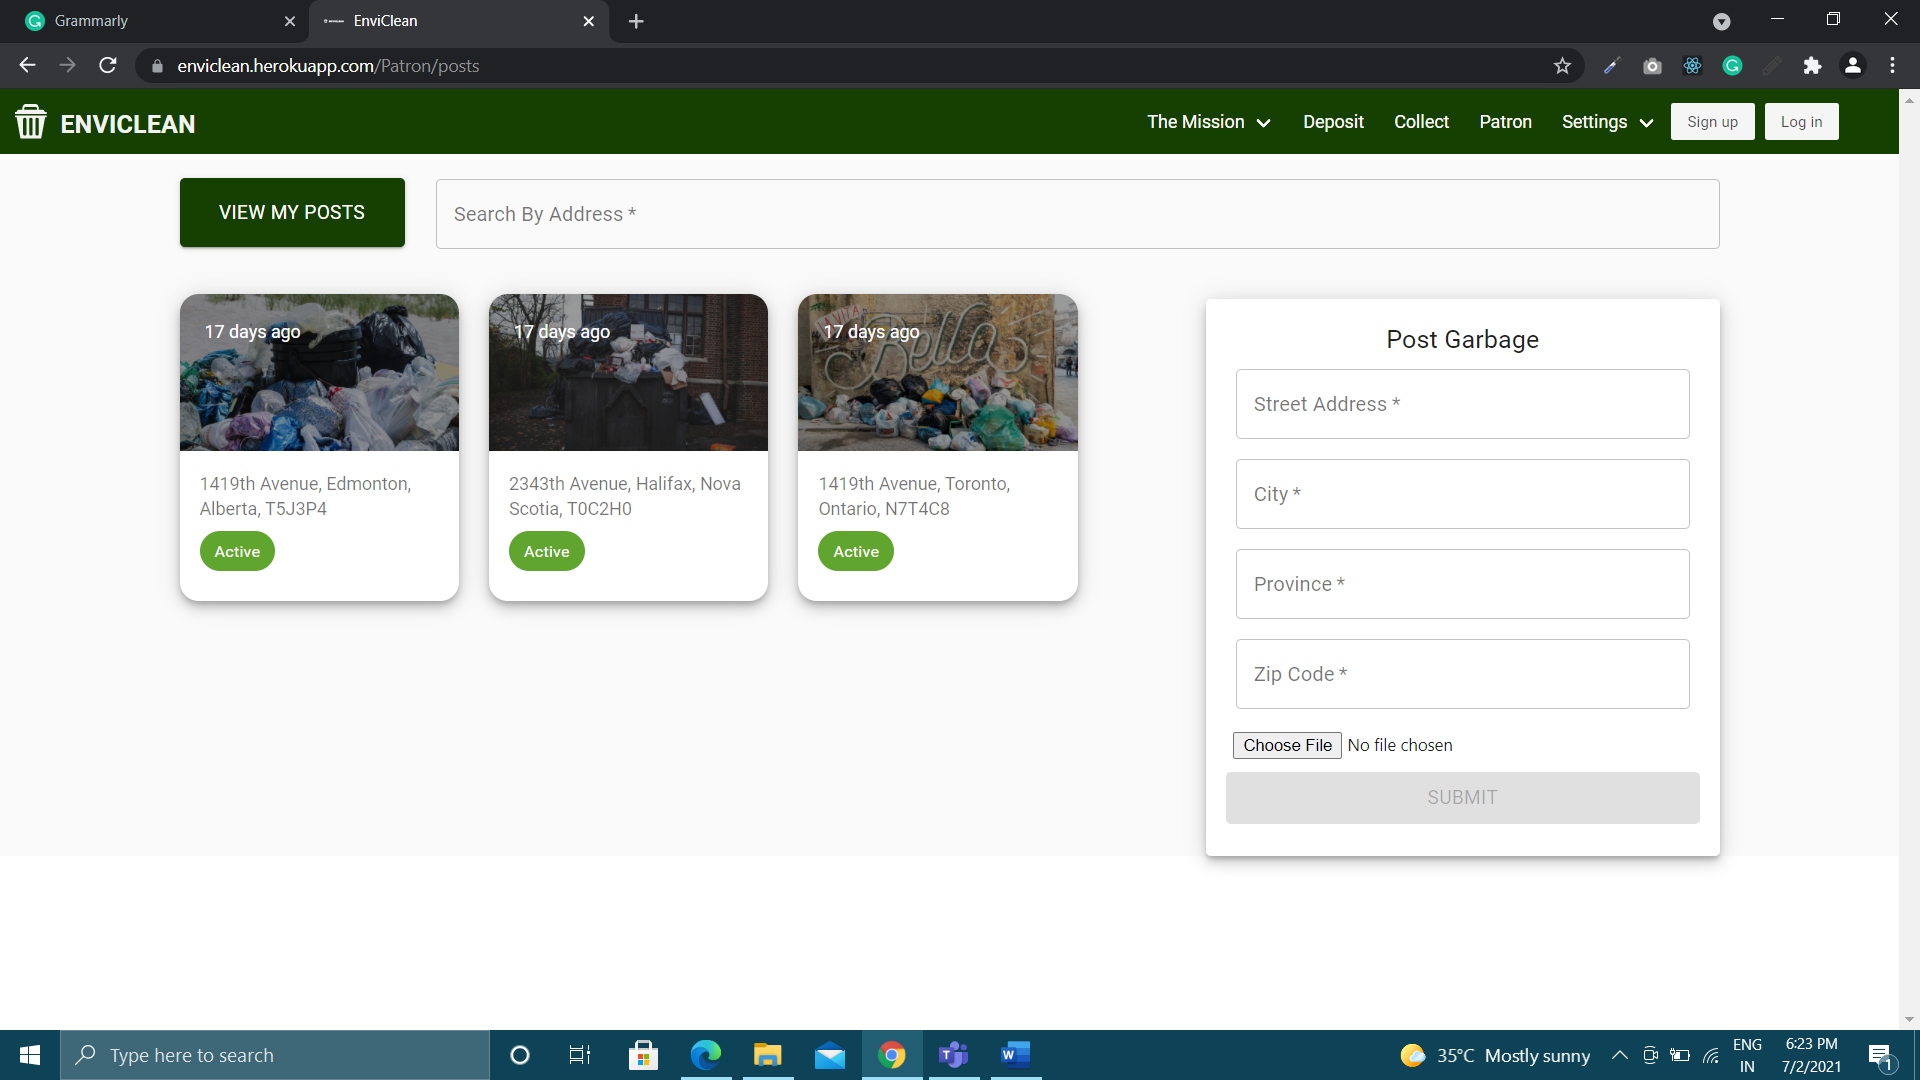 Grammarly
EnviClean
enviclean.herokuapp.com/Patron/posts
ENVICLEAN
The Mission
Deposit
Collect
Patron
Settings
Sign up
Log in
VIEW MY POSTS
Search By Address *
17 days ago
17 days ago
17 days ago
Bella
1419th Avenue, Edmonton,
Alberta, T5J3P4
Active
2343th Avenue, Halifax, Nova
Scotia, T0C2H0
Active
1419th Avenue, Toronto,
Ontario, N7T4C8
Active
Post Garbage
Street Address *
City *
Province *
Zip Code *
Choose File No file chosen
SUBMIT
Type here to search
35°C Mostly sunny
ENG
IN
6:23 PM
7/2/2021
1